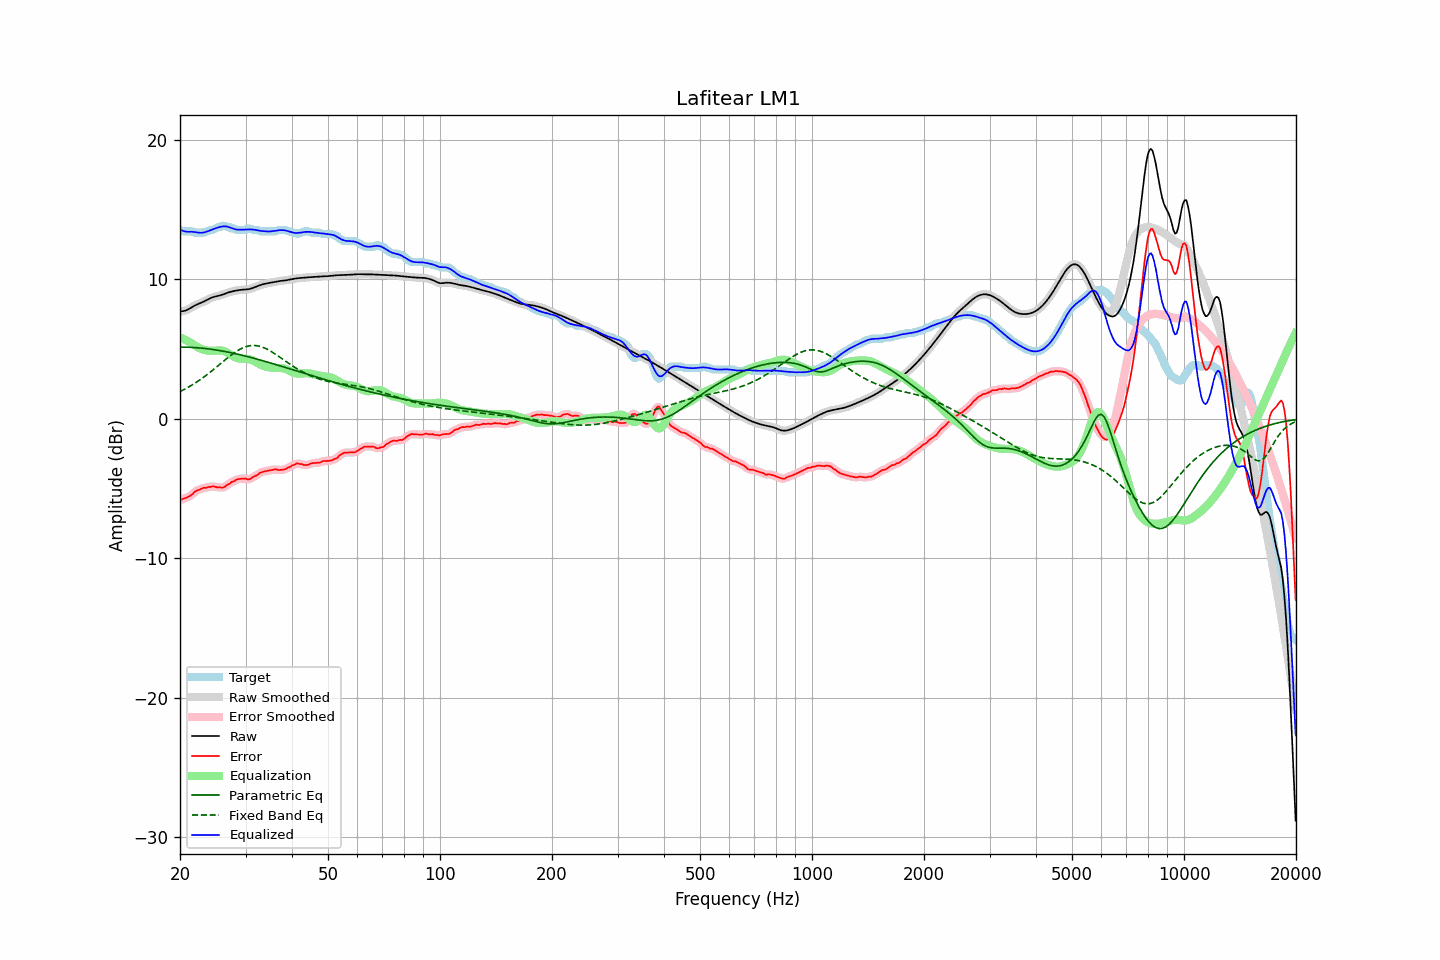 Lafitear LM1
Amplitude (dBr)
20
10
0
−10
−20
−30
Target
Raw Smoothed
Error Smoothed
Raw
Error
Equalization
Parametric Eq
Fixed Band Eq
Equalized
20 50 100 200 500 1000 2000 5000 10000 20000
Frequency (Hz)